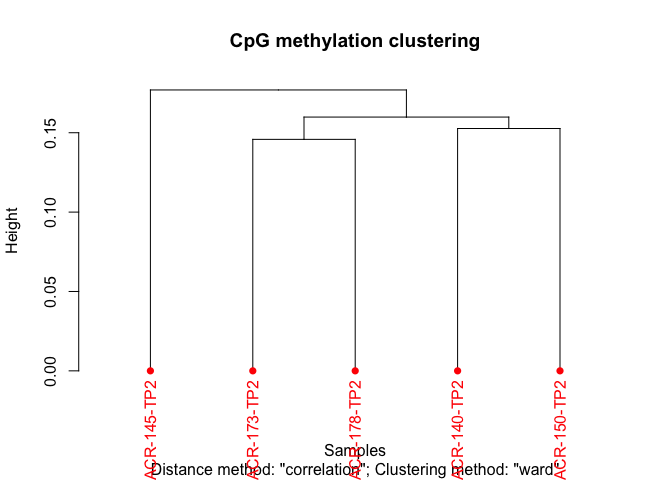 CpG methylation clustering
Height
0.15
0.10
0.05
0.00
ACR-145-TP2
ACR-173-TP2
ACR-178-TP2
ACR-140-TP2
ACR-150-TP2
Samples
Distance method: "correlation"; Clustering method: "ward"